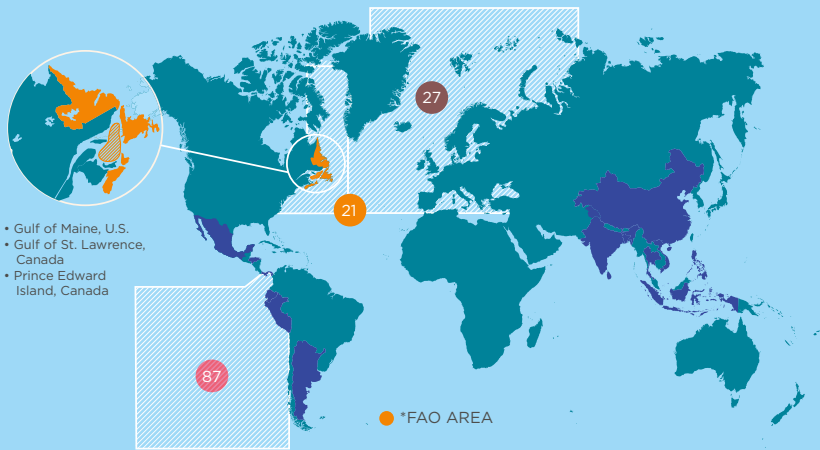 27
21
• Gulf of Maine, U.S.
• Gulf of St. Lawrence,
Canada
• Prince Edward
Island, Canada
87
*FAO AREA